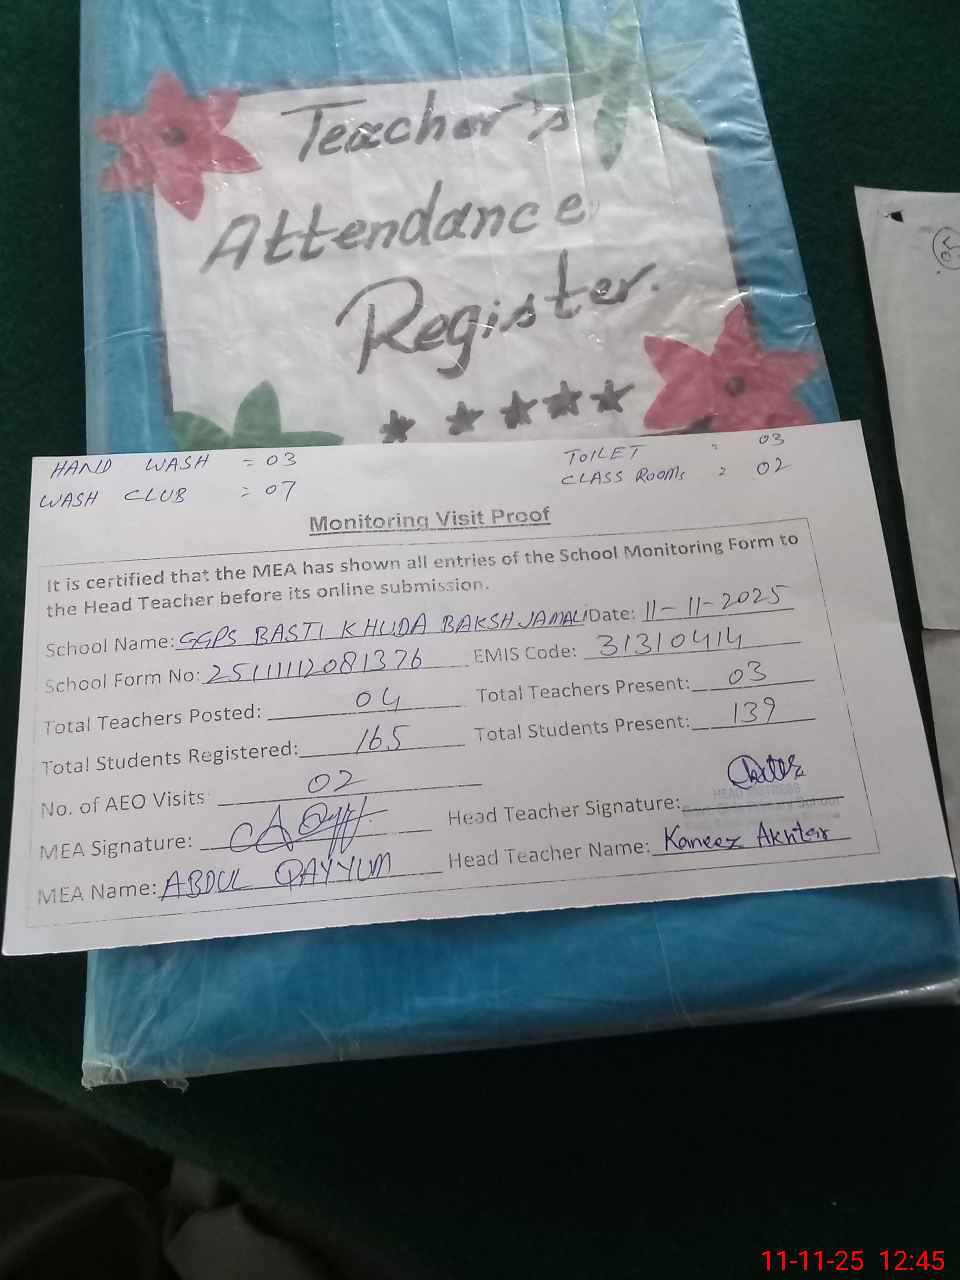 Teacher's
Attendance
Register.
HAND WASH = 03
TOILET : 03
WASH CLUB = 07
CLASS ROOMs : 02
Monitoring Visit Proof
It is certified that the MEA has shown all entries of the School Monitoring Form to
the Head Teacher before its online submission.
School Name: GGPS BASTI KHUDA BAKSH JAMALI Date: 11-11-2025
School Form No: 25111112081376 EMIS Code: 31310414
Total Teachers Posted: 04 Total Teachers Present: 03
Total Students Registered: 165 Total Students Present: 139
No. of AEO Visits 02
MEA Signature: Head Teacher Signature:
HEAD MISTRESS
MEA Name: ABDUL QAYYUM Head Teacher Name: Kaneez Akhtar
11-11-25 12:45